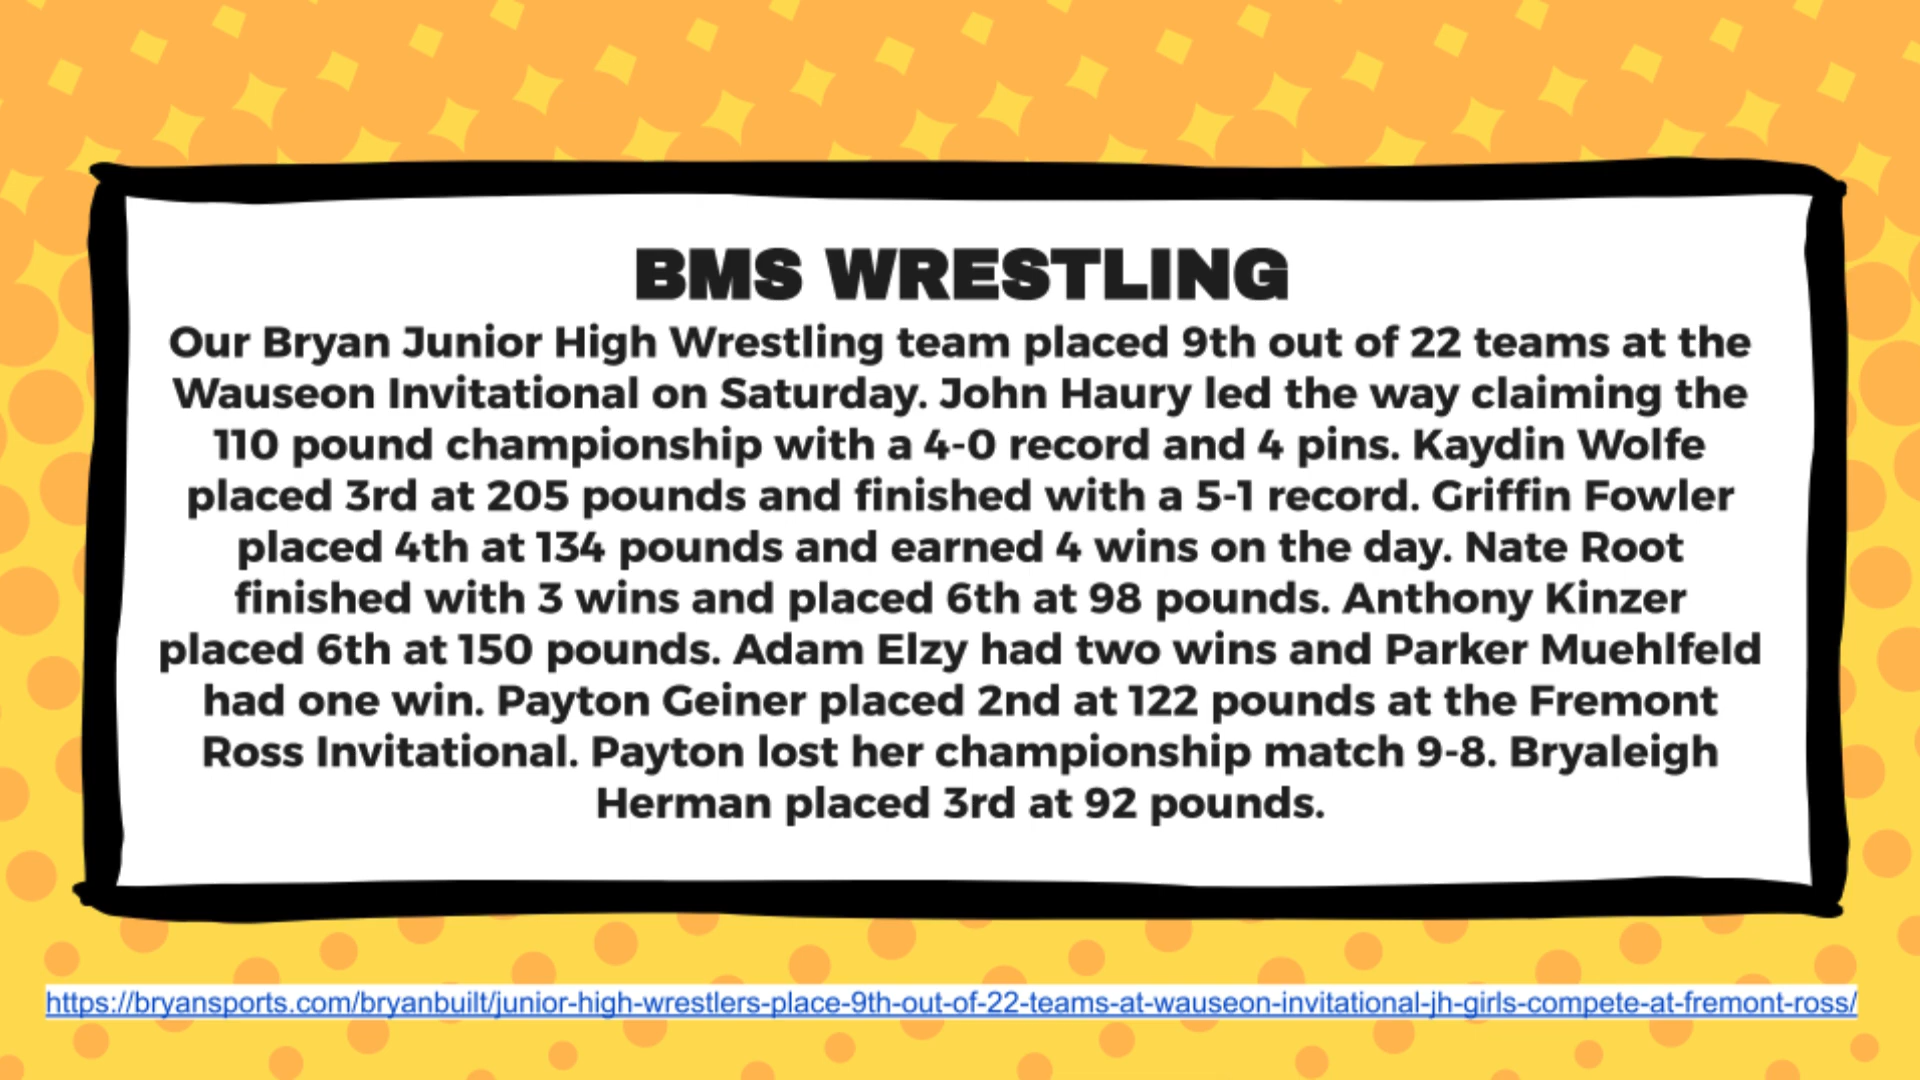 BMS WRESTLING
Our Bryan Junior High Wrestling team placed 9th out of 22 teams at the
Wauseon Invitational on Saturday. John Haury led the way claiming the
110 pound championship with a 4-0 record and 4 pins. Kaydin Wolfe
placed 3rd at 205 pounds and finished with a 5-1 record. Griffin Fowler
placed 4th at 134 pounds and earned 4 wins on the day. Nate Root
finished with 3 wins and placed 6th at 98 pounds. Anthony Kinzer
placed 6th at 150 pounds. Adam Elzy had two wins and Parker Muehlfeld
had one win. Payton Geiner placed 2nd at 122 pounds at the Fremont
Ross Invitational. Payton lost her championship match 9-8. Bryaleigh
Herman placed 3rd at 92 pounds.
https://bryansports.com/bryanbuilt/junior-high-wrestlers-place-9th-out-of-22-teams-at-wauseon-invitational-jh-girls-compete-at-fremont-ross/